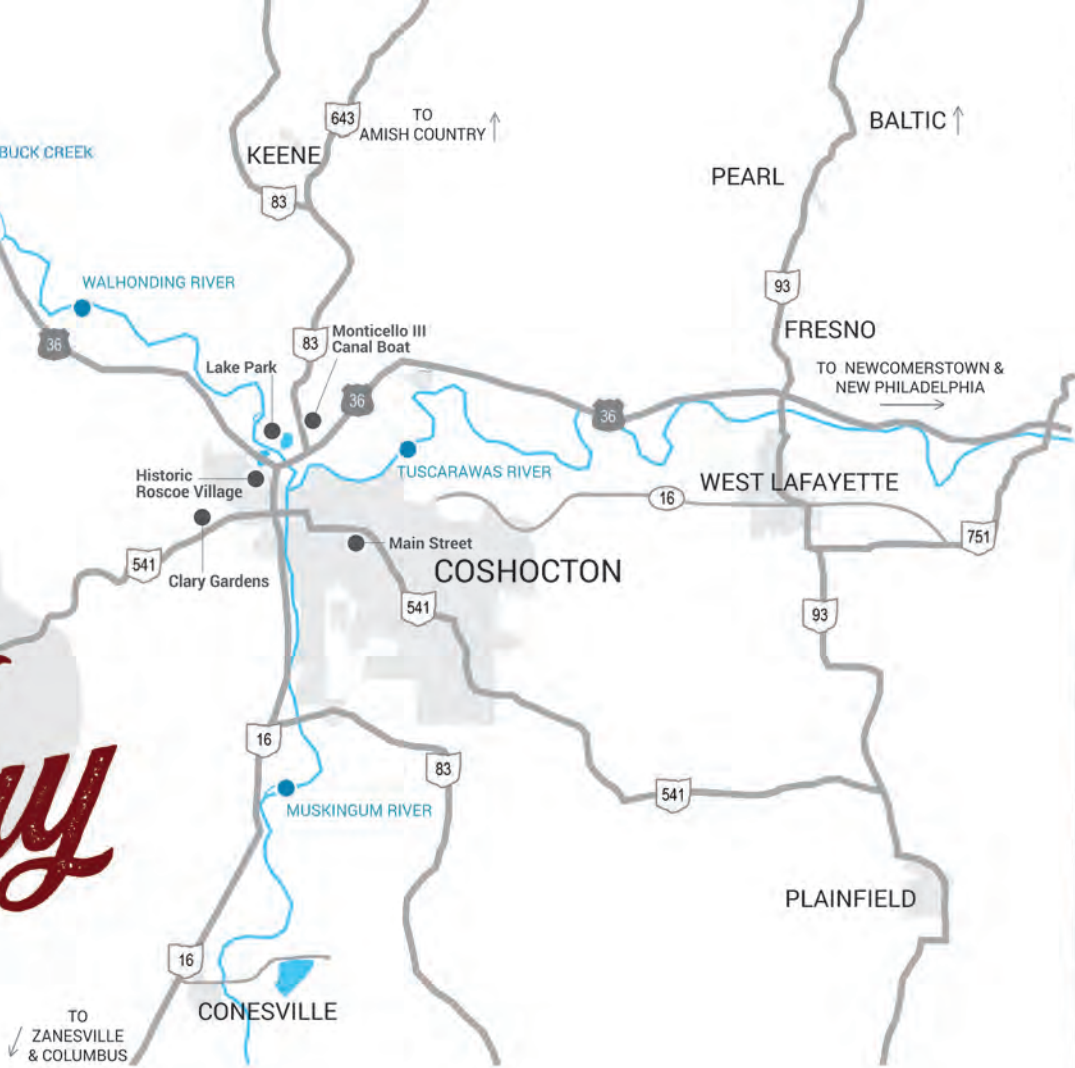 643
TO
AMISH COUNTRY
BALTIC
BUCK CREEK
KEENE
PEARL
83
WALHONDING RIVER
93
36
83
Monticello III
Canal Boat
FRESNO
Lake Park
TO NEWCOMERSTOWN &
NEW PHILADELPHIA
36
36
Historic
Roscoe Village
TUSCARAWAS RIVER
WEST LAFAYETTE
16
541
Clary Gardens
Main Street
COSHOCTON
751
541
93
16
83
541
MUSKINGUM RIVER
PLAINFIELD
16
CONESVILLE
TO
ZANESVILLE
& COLUMBUS